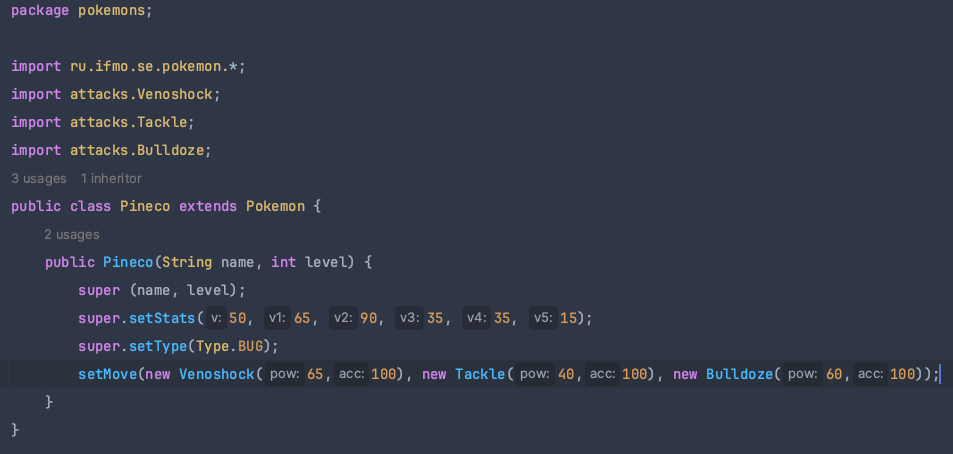 package pokemons;
import ru.ifmo.se.pokemon.*;
import attacks.Venoshock;
import attacks.Tackle;
import attacks.Bulldoze;
3 usages   1 inheritor
public class Pineco extends Pokemon {
2 usages
public Pineco(String name, int level) {
super (name, level);
super.setStats( v: 50, v1: 65, v2: 90, v3: 35, v4: 35, v5: 15);
super.setType(Type.BUG);
setMove(new Venoshock( pow: 65, acc: 100), new Tackle( pow: 40, acc: 100), new Bulldoze( pow: 60, acc: 100));
}
}